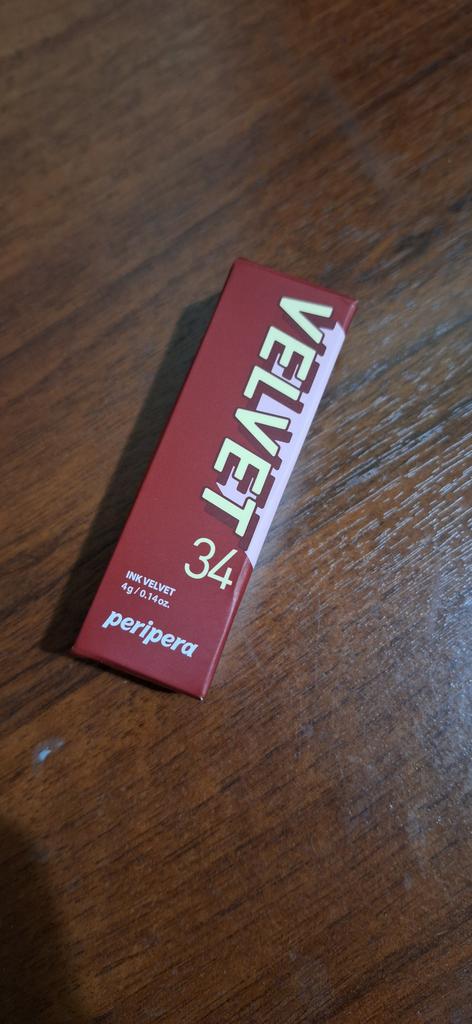 VELVET
34
INK VELVET
4g / 0.14oz.
peripera